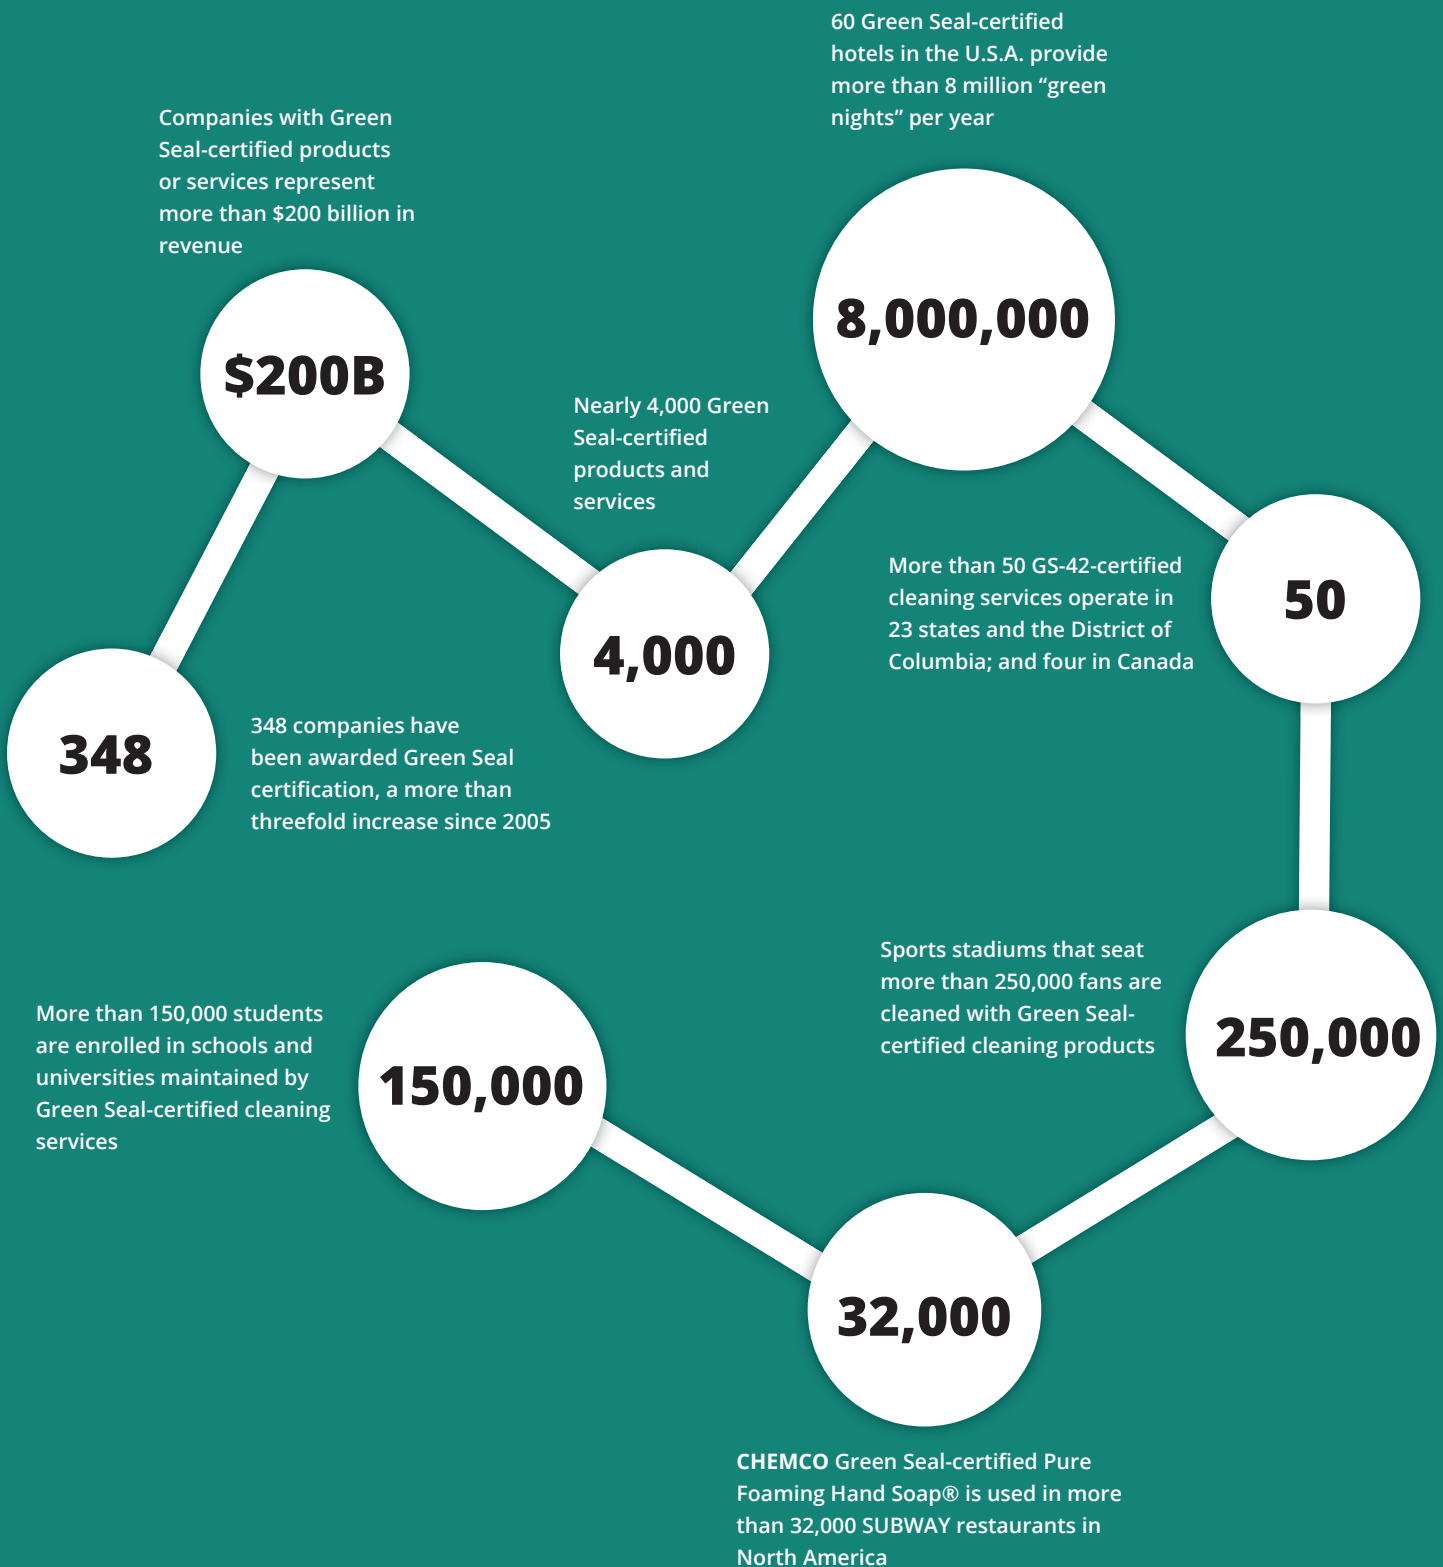 60 Green Seal-certified
hotels in the U.S.A. provide
more than 8 million “green
nights” per year
Companies with Green
Seal-certified products
or services represent
more than $200 billion in
revenue
8,000,000
$200B
Nearly 4,000 Green
Seal-certified
products and
services
More than 50 GS-42-certified
cleaning services operate in
23 states and the District of
Columbia; and four in Canada
50
4,000
348
348 companies have
been awarded Green Seal
certification, a more than
threefold increase since 2005
Sports stadiums that seat
more than 250,000 fans are
cleaned with Green Seal-
certified cleaning products
250,000
More than 150,000 students
are enrolled in schools and
universities maintained by
Green Seal-certified cleaning
services
150,000
32,000
CHEMCO Green Seal-certified Pure
Foaming Hand Soap® is used in more
than 32,000 SUBWAY restaurants in
North America